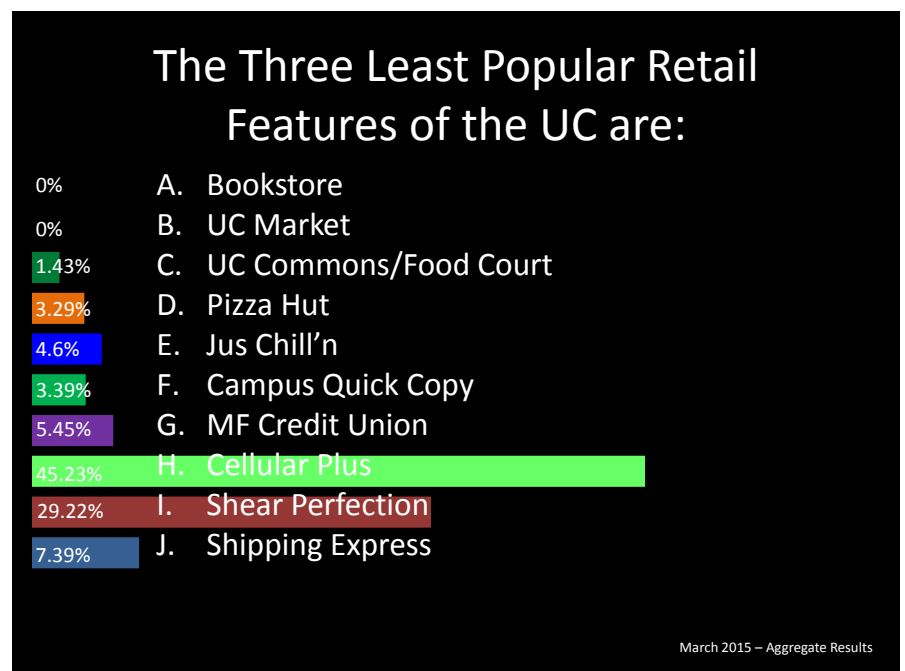 The Three Least Popular Retail
Features of the UC are:
0% A. Bookstore
0% B. UC Market
1.43% C. UC Commons/Food Court
3.29% D. Pizza Hut
4.6% E. Jus Chill’n
3.39% F. Campus Quick Copy
5.45% G. MF Credit Union
45.23% H. Cellular Plus
29.22% I. Shear Perfection
7.39% J. Shipping Express
March 2015 – Aggregate Results